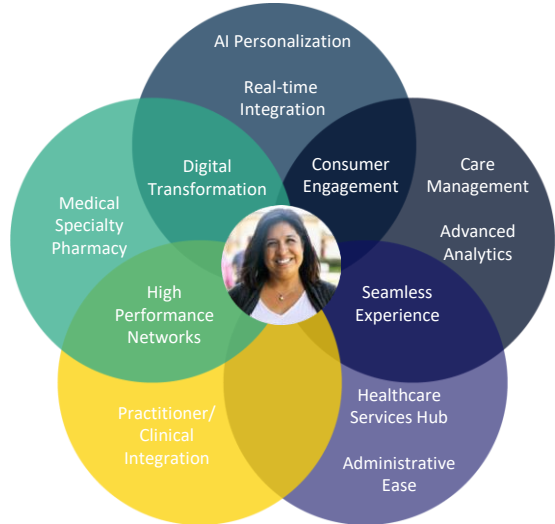 AI Personalization
Real-time
Integration
Digital
Transformation
Consumer
Engagement
Care
Management
Medical
Specialty
Pharmacy
Advanced
Analytics
High
Performance
Networks
Seamless
Experience
Practitioner/
Clinical
Integration
Healthcare
Services Hub
Administrative
Ease